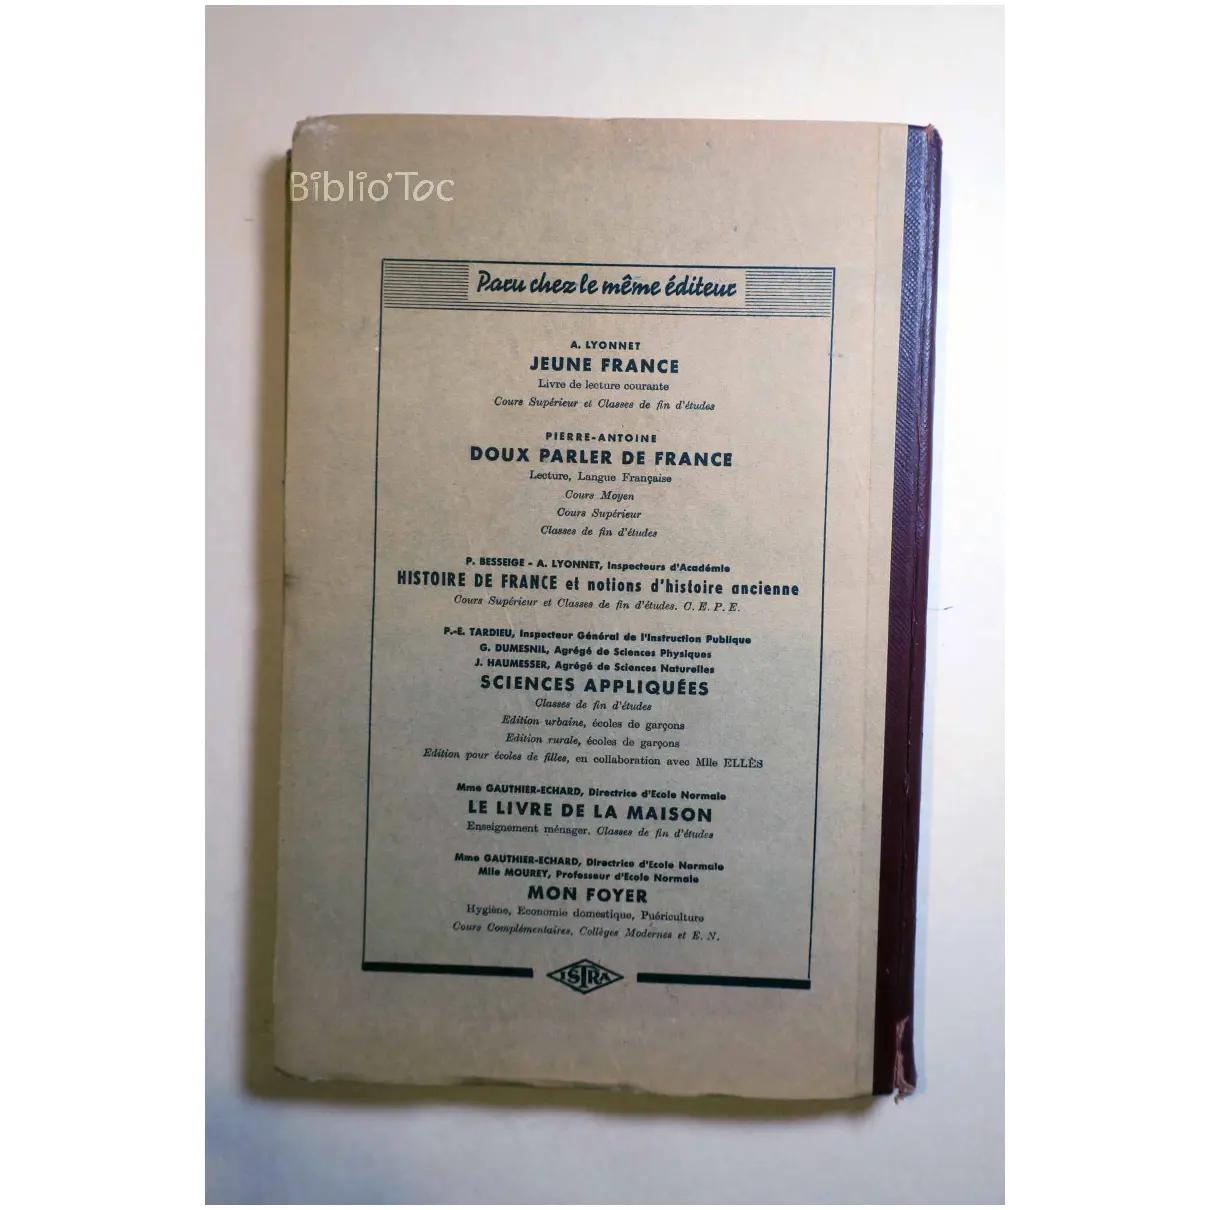 Biblio'Toc
Paru chez le même éditeur
A. LYONNET
JEUNE FRANCE
Livre de lecture courante
Cours Supérieur et Classes de fin d'études
PIERRE-ANTOINE
DOUX PARLER DE FRANCE
Lecture, Langue Française
Cours Moyen
Cours Supérieur
Classes de fin d'études
P. BESSEIGE - A. LYONNET, Inspecteurs d'Académie
HISTOIRE DE FRANCE et notions d'histoire ancienne
Cours Supérieur et Classes de fin d'études. C. E. P. E.
P.-E. TARDIEU, Inspecteur Général de l'Instruction Publique
G. DUMESNIL, Agrégé de Sciences Physiques
J. HAUMESSER, Agrégé de Sciences Naturelles
SCIENCES APPLIQUÉES
Classes de fin d'études
Edition urbaine, écoles de garçons
Edition rurale, écoles de garçons
Edition pour écoles de filles, en collaboration avec Mlle ELLÈS
Mme GAUTHIER-ECHARD, Directrice d'Ecole Normale
LE LIVRE DE LA MAISON
Enseignement ménager. Classes de fin d'études
Mme GAUTHIER-ECHARD, Directrice d'Ecole Normale
Mlle MOUREY, Professeur d'Ecole Normale
MON FOYER
Hygiène, Economie domestique, Puériculture
Cours Complémentaires, Collèges Modernes et E. N.
ISTRA